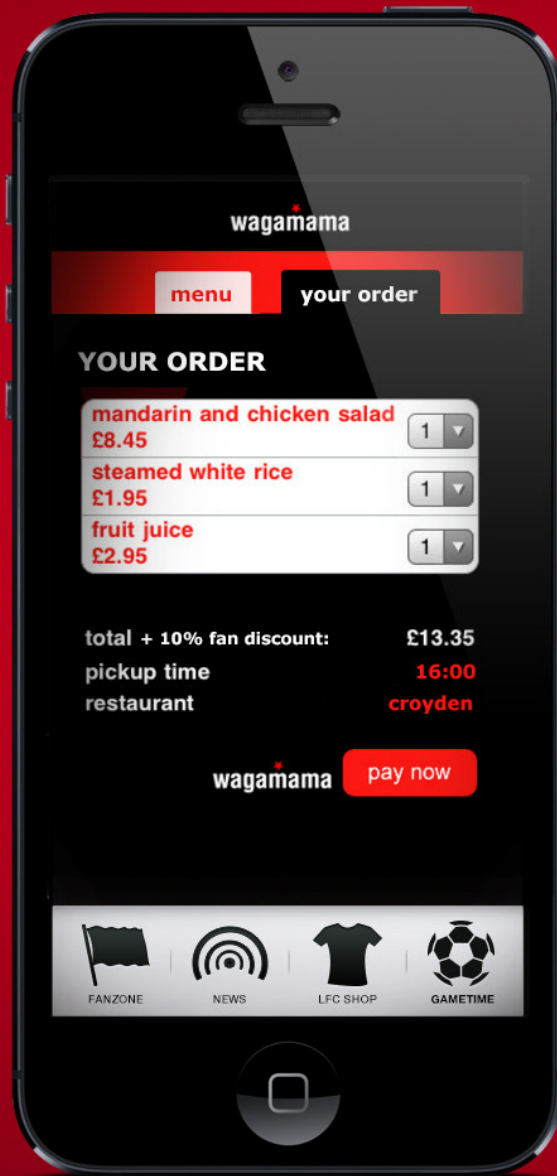 wagamama
menu your order
YOUR ORDER
mandarin and chicken salad
£8.45
1
steamed white rice
£1.95
1
fruit juice
£2.95
1
total + 10% fan discount: £13.35
pickup time 16:00
restaurant croyden
wagamama pay now
FANZONE NEWS LFC SHOP GAMETIME